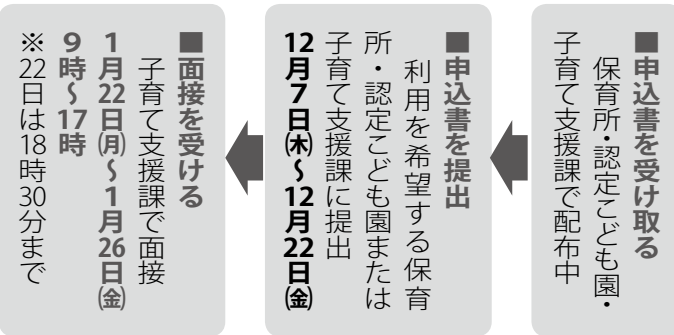 ■申込書を受け取る
保育所・認定こども園・
子育て支援課で配布中
■申込書を提出
利用を希望する保育
所・認定こども園または
子育て支援課に提出
12月7日㈭〜12月22日㈮
■面接を受ける
子育て支援課で面接
1月22日㈪〜1月26日㈮
9時〜17時
※22日は18時30分まで